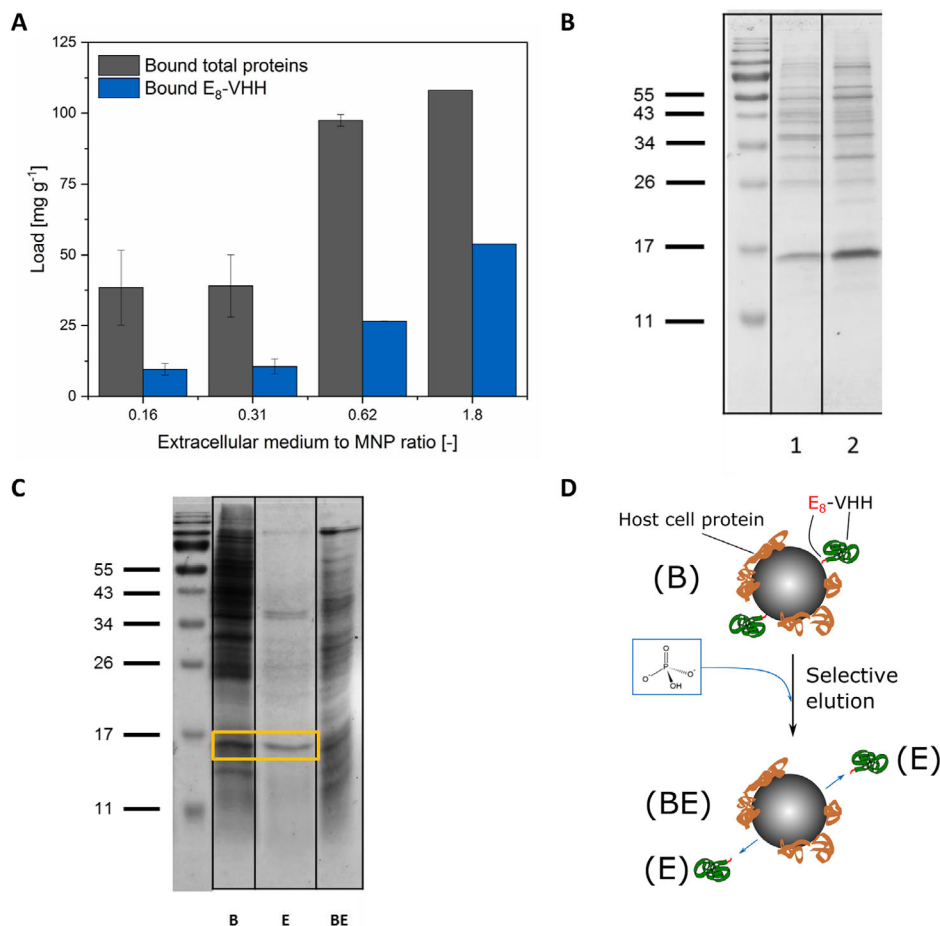 A
125
100
75
50
25
0
Load [mg g⁻¹]
Bound total proteins
Bound E₈-VHH
0.16 0.31 0.62 1.8
Extracellular medium to MNP ratio [-]
B
55
43
34
26
17
11
1 2
C
55
43
34
26
17
11
B E BE
D
E₈-VHH
Host cell protein
(B)
O
O⁻ P O⁻
OH
Selective
elution
(E)
(BE)
(E)